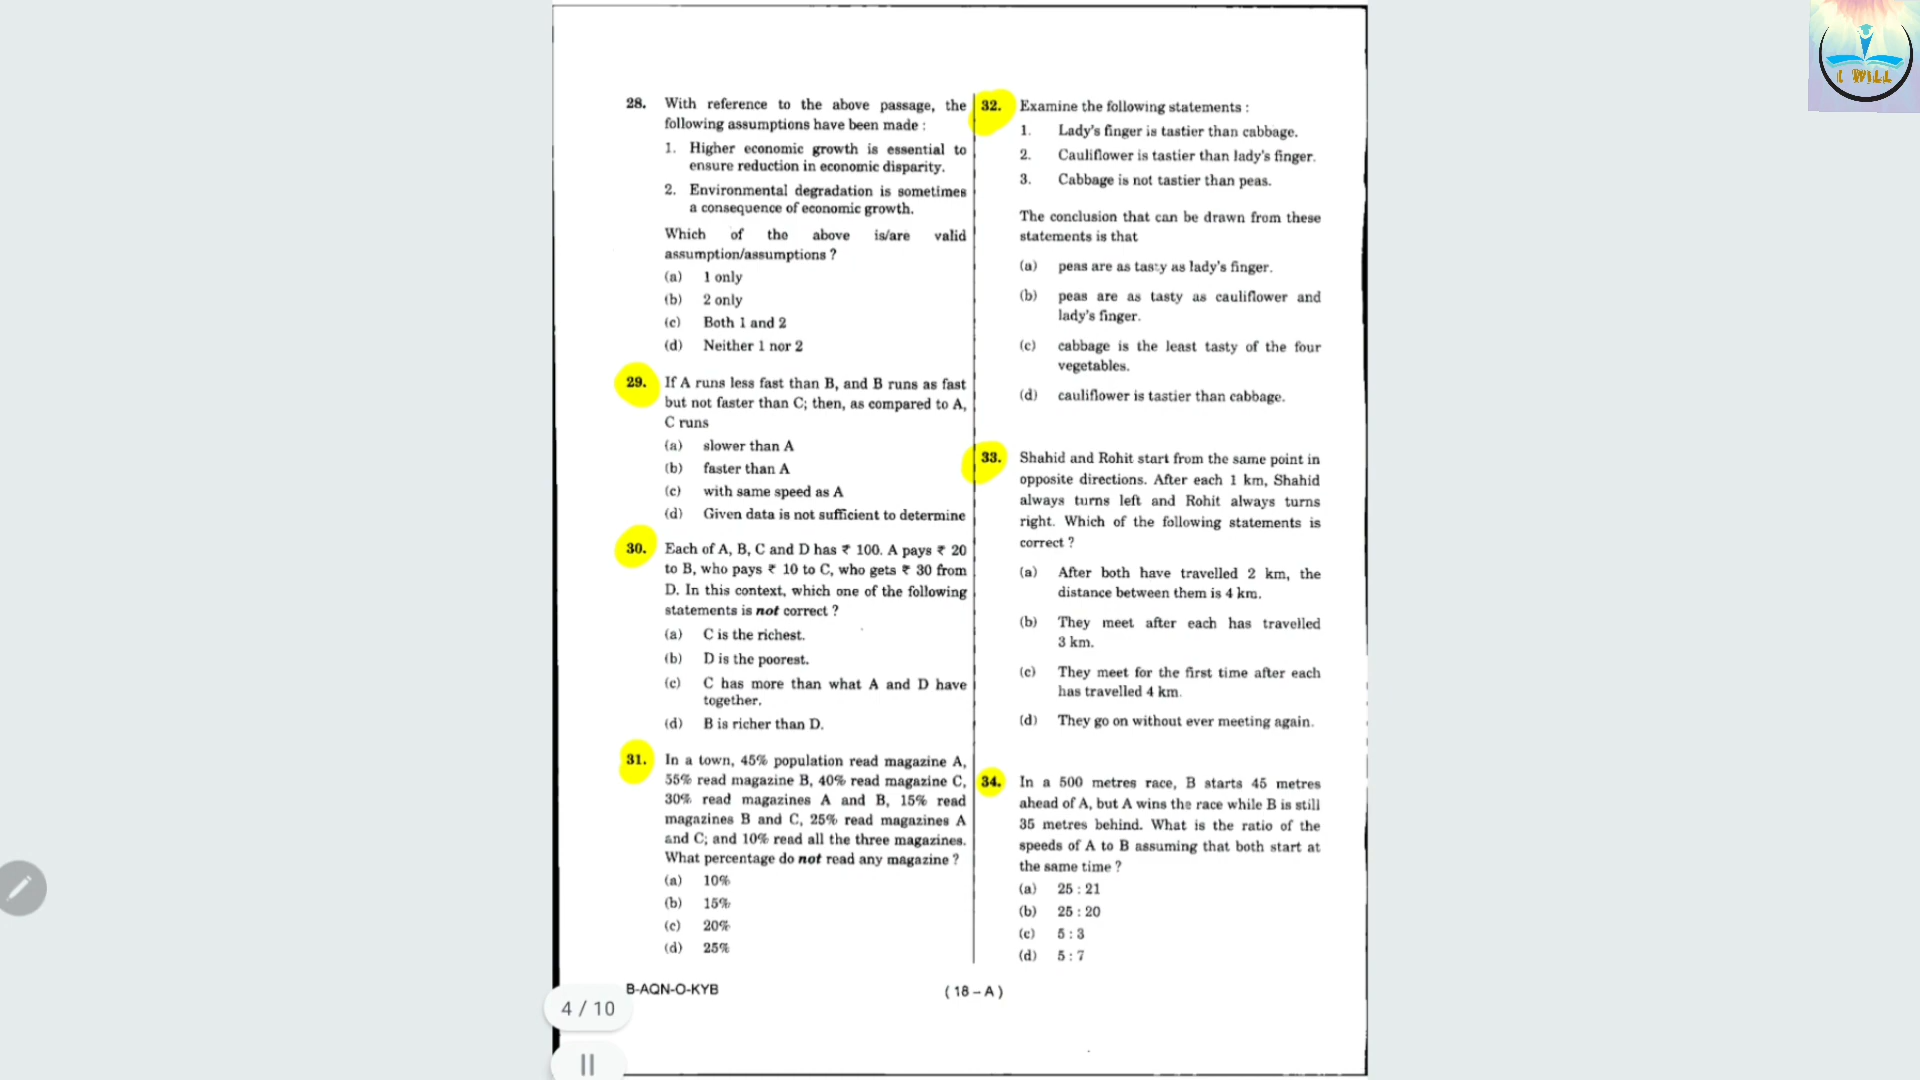 28. With reference to the above passage, the
following assumptions have been made :
1. Higher economic growth is essential to
ensure reduction in economic disparity.
2. Environmental degradation is sometimes
a consequence of economic growth.
Which of the above is/are valid
assumption/assumptions ?
(a) 1 only
(b) 2 only
(c) Both 1 and 2
(d) Neither 1 nor 2
29. If A runs less fast than B, and B runs as fast
but not faster than C; then, as compared to A,
C runs
(a) slower than A
(b) faster than A
(c) with same speed as A
(d) Given data is not sufficient to determine
30. Each of A, B, C and D has ₹ 100. A pays ₹ 20
to B, who pays ₹ 10 to C, who gets ₹ 30 from
D. In this context, which one of the following
statements is not correct ?
(a) C is the richest.
(b) D is the poorest.
(c) C has more than what A and D have
together.
(d) B is richer than D.
31. In a town, 45% population read magazine A,
55% read magazine B, 40% read magazine C,
30% read magazines A and B, 15% read
magazines B and C, 25% read magazines A
and C; and 10% read all the three magazines.
What percentage do not read any magazine ?
(a) 10%
(b) 15%
(c) 20%
(d) 25%
32. Examine the following statements :
1. Lady's finger is tastier than cabbage.
2. Cauliflower is tastier than lady's finger.
3. Cabbage is not tastier than peas.
The conclusion that can be drawn from these
statements is that
(a) peas are as tasty as lady's finger.
(b) peas are as tasty as cauliflower and
lady's finger.
(c) cabbage is the least tasty of the four
vegetables.
(d) cauliflower is tastier than cabbage.
33. Shahid and Rohit start from the same point in
opposite directions. After each 1 km, Shahid
always turns left and Rohit always turns
right. Which of the following statements is
correct ?
(a) After both have travelled 2 km, the
distance between them is 4 km.
(b) They meet after each has travelled
3 km.
(c) They meet for the first time after each
has travelled 4 km.
(d) They go on without ever meeting again.
34. In a 500 metres race, B starts 45 metres
ahead of A, but A wins the race while B is still
35 metres behind. What is the ratio of the
speeds of A to B assuming that both start at
the same time ?
(a) 25 : 21
(b) 25 : 20
(c) 5 : 3
(d) 5 : 7
B-AQN-O-KYB
( 18 – A )
4 / 10
I WILL